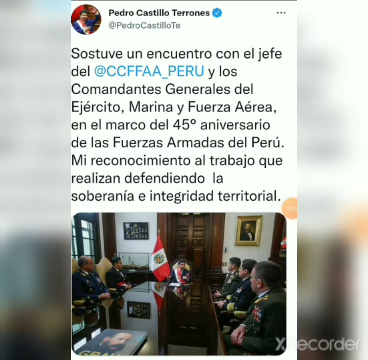 Pedro Castillo Terrones
@PedroCastilloTe
Sostuve un encuentro con el jefe
del @CCFFAA_PERU y los
Comandantes Generales del
Ejército, Marina y Fuerza Aérea,
en el marco del 45° aniversario
de las Fuerzas Armadas del Perú.
Mi reconocimiento al trabajo que
realizan defendiendo la
soberanía e integridad territorial.